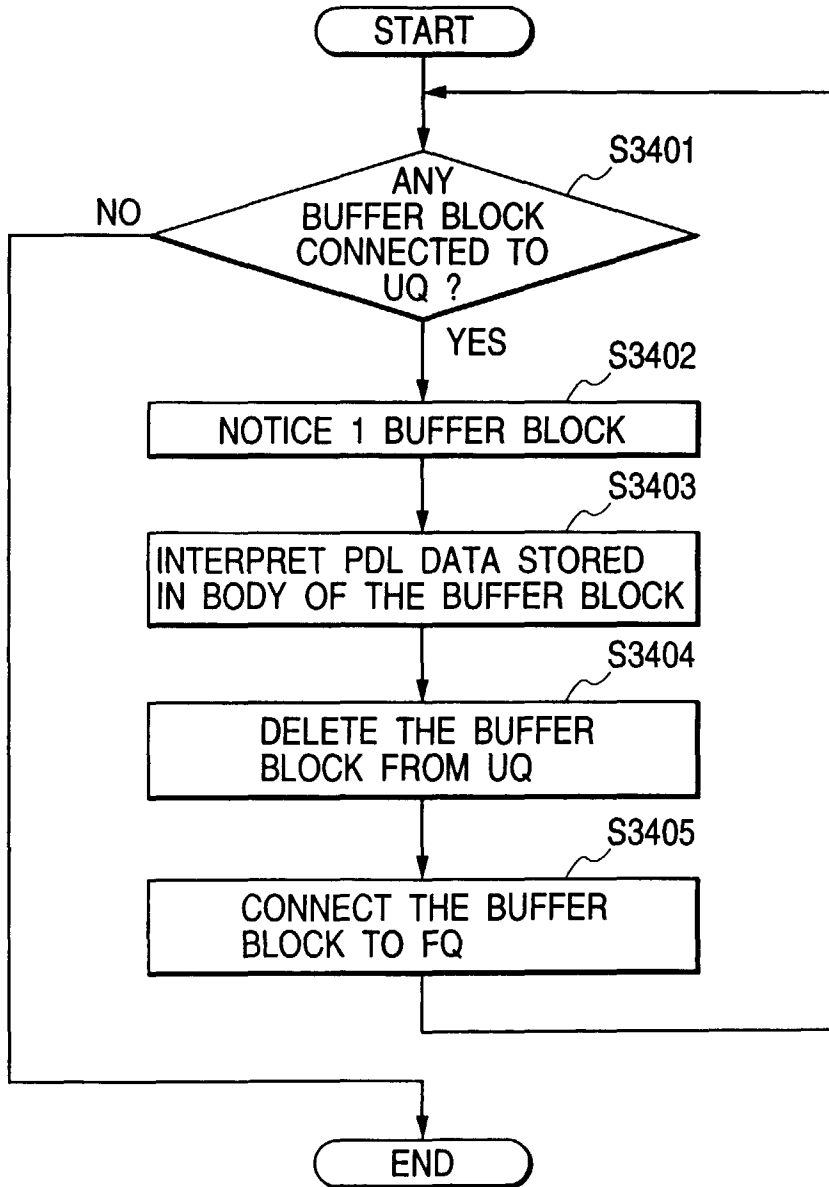 START
S3401
ANY
BUFFER BLOCK
CONNECTED TO
UQ ?
NO
YES
S3402
NOTICE 1 BUFFER BLOCK
S3403
INTERPRET PDL DATA STORED
IN BODY OF THE BUFFER BLOCK
S3404
DELETE THE BUFFER
BLOCK FROM UQ
S3405
CONNECT THE BUFFER
BLOCK TO FQ
END